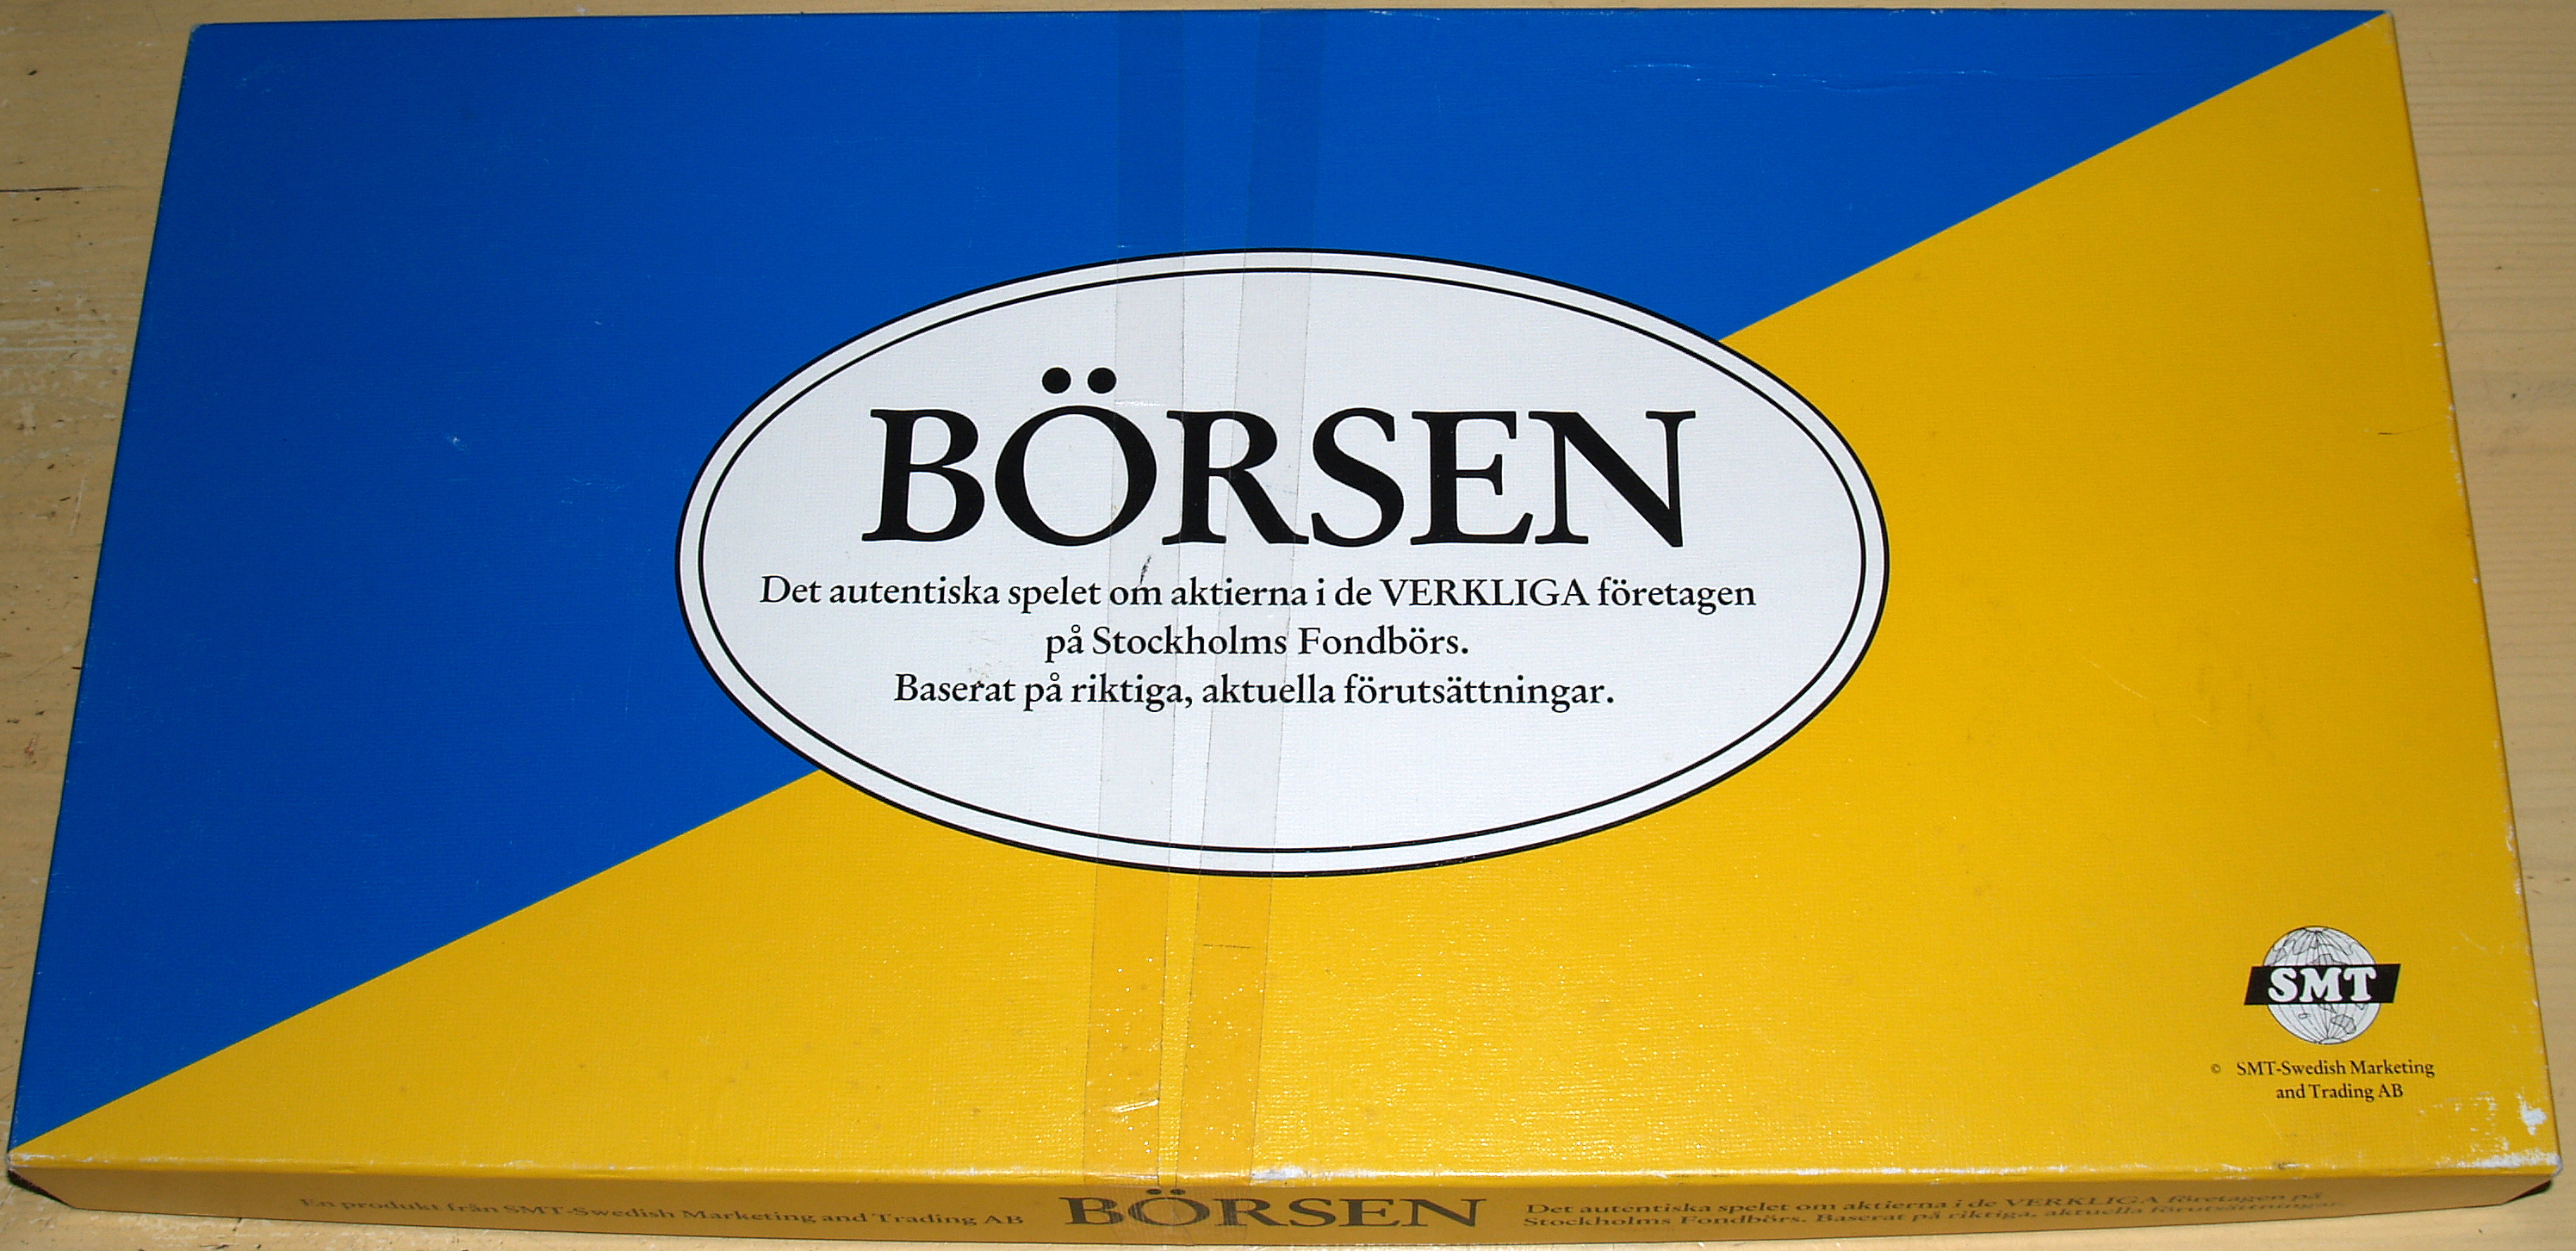 BÖRSEN
Det autentiska spelet om aktierna i de VERKLIGA företagen
på Stockholms Fondbörs.
Baserat på riktiga, aktuella förutsättningar.
SMT
© SMT-Swedish Marketing
and Trading AB
En produkt från SMT-Swedish Marketing and Trading AB
BÖRSEN
Det autentiska spelet om aktierna i de VERKLIGA företagen på
Stockholms Fondbörs. Baserat på riktiga, aktuella förutsättningar.